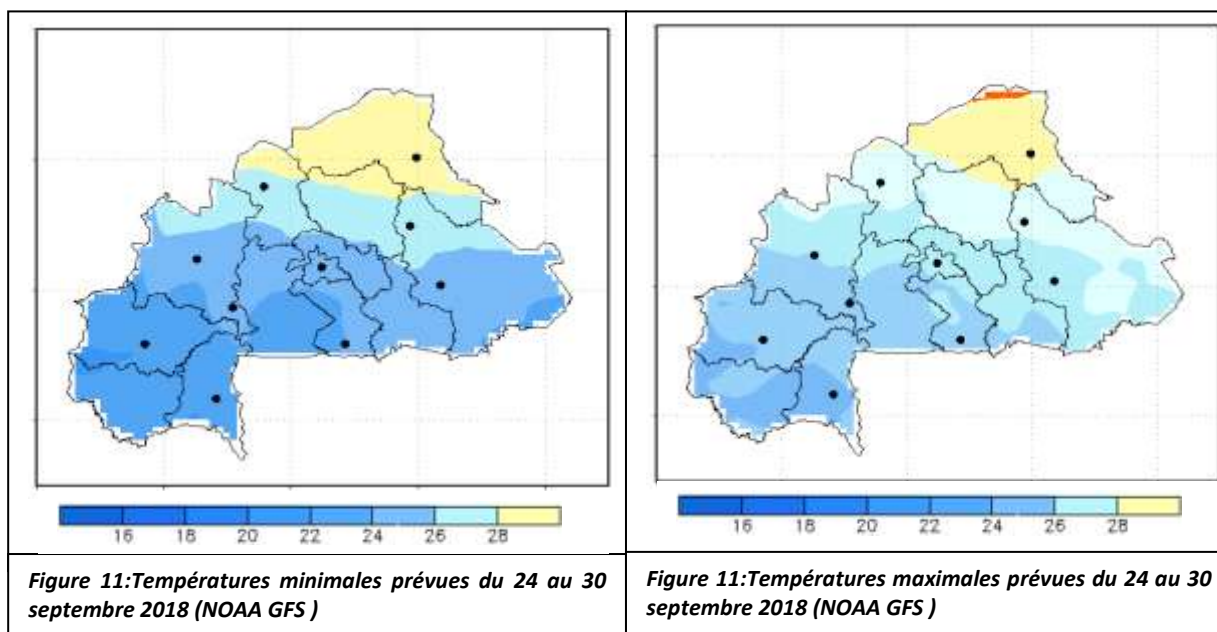 16 18 20 22 24 26 28
Figure 11:Températures minimales prévues du 24 au 30
septembre 2018 (NOAA GFS )
16 18 20 22 24 26 28
Figure 11:Températures maximales prévues du 24 au 30
septembre 2018 (NOAA GFS )